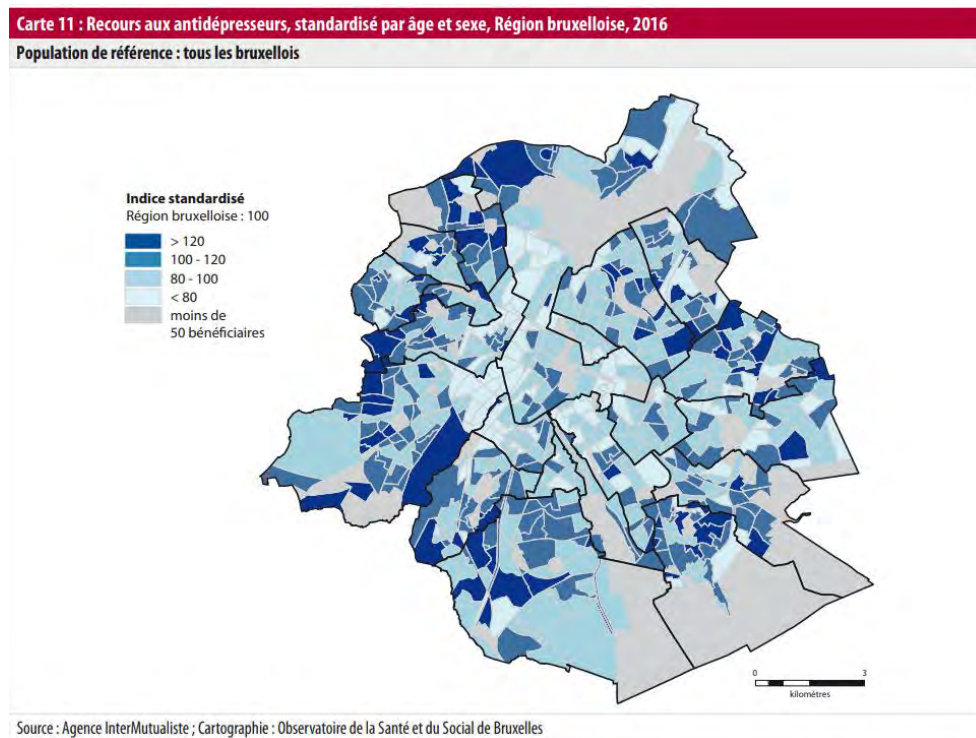 Carte 11 : Recours aux antidépresseurs, standardisé par âge et sexe, Région bruxelloise, 2016
Population de référence : tous les bruxellois
Indice standardisé
Région bruxelloise : 100
> 120
100 - 120
80 - 100
< 80
moins de
50 bénéficiaires
0 3
kilomètres
Source : Agence InterMutualiste ; Cartographie : Observatoire de la Santé et du Social de Bruxelles